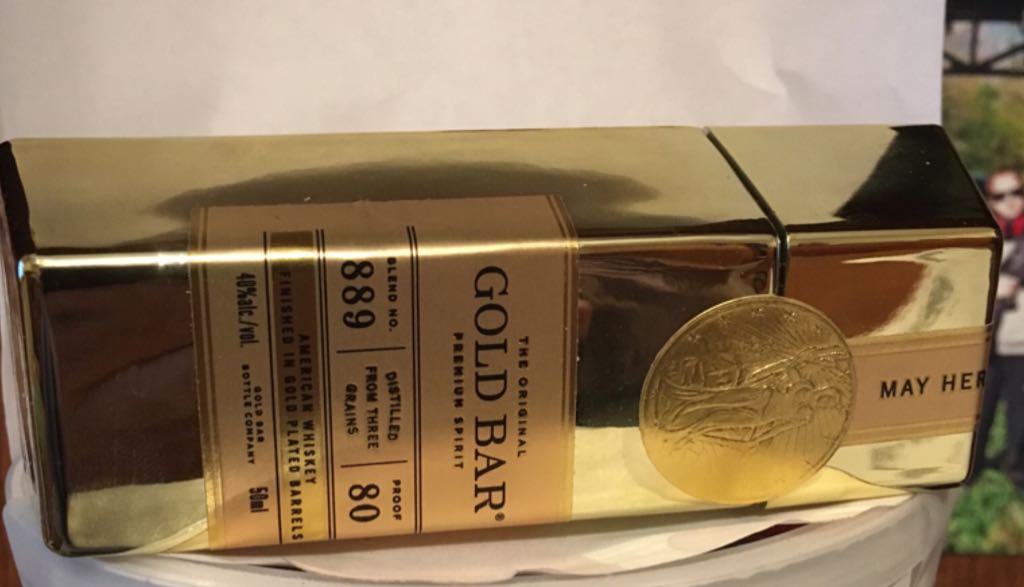 THE ORIGINAL
GOLD BAR®
PREMIUM SPIRIT
BLEND NO.
889
DISTILLED
FROM THREE
GRAINS
PROOF
80
AMERICAN WHISKEY
FINISHED IN GOLD PLATED BARRELS
40%alc./vol.
GOLD BAR
BOTTLE COMPANY
50ml
MAY HER